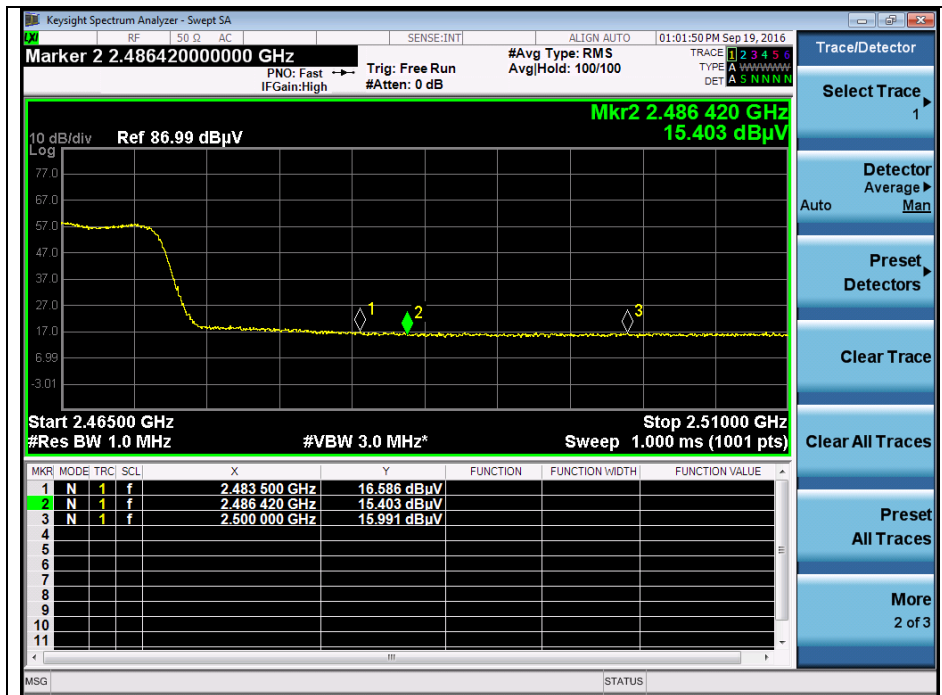 Keysight Spectrum Analyzer - Swept SA
LXI RF 50 Ω AC SENSE:INT ALIGN AUTO 01:01:50 PM Sep 19, 2016
Marker 2 2.486420000000 GHz
PNO: Fast
IFGain:High
Trig: Free Run
#Atten: 0 dB
#Avg Type: RMS
Avg|Hold: 100/100
TRACE 1 2 3 4 5 6
TYPE A WWWWW
DET A S N N N N
Mkr2 2.486 420 GHz
15.403 dBµV
10 dB/div Ref 86.99 dBµV
Log
77.0
67.0
57.0
47.0
37.0
27.0
17.0
6.99
-3.01
1
2
3
Start 2.46500 GHz Stop 2.51000 GHz
#Res BW 1.0 MHz #VBW 3.0 MHz* Sweep 1.000 ms (1001 pts)
MKR MODE TRC SCL X Y FUNCTION FUNCTION WIDTH FUNCTION VALUE
1 N 1 f 2.483 500 GHz 16.586 dBµV
2 N 1 f 2.486 420 GHz 15.403 dBµV
3 N 1 f 2.500 000 GHz 15.991 dBµV
4
5
6
7
8
9
10
11
MSG STATUS
Trace/Detector
Select Trace
1
Detector
Average
Auto Man
Preset
Detectors
Clear Trace
Clear All Traces
Preset
All Traces
More
2 of 3